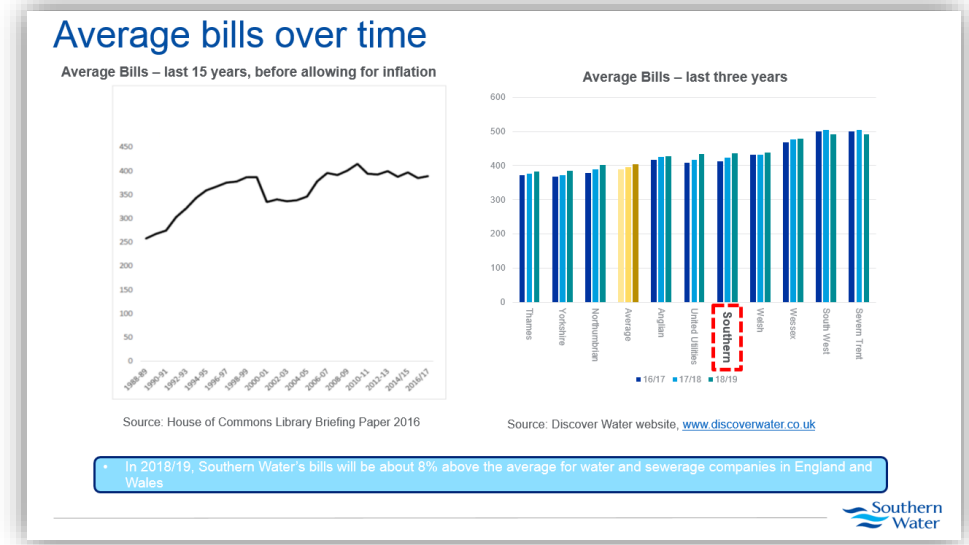 Average bills over time
Average Bills – last 15 years, before allowing for inflation
450
400
350
300
250
200
150
100
50
0
1988-89
1990-91
1992-93
1994-95
1996-97
1998-99
2000-01
2002-03
2004-05
2006-07
2008-09
2010-11
2012-13
2014/15
2016/17
Source: House of Commons Library Briefing Paper 2016
Average Bills – last three years
600
500
400
300
200
100
0
Thames
Yorkshire
Northumbrian
Average
Anglian
United Utilities
Southern
Welsh
Wessex
South West
Severn Trent
16/17 17/18 18/19
Source: Discover Water website, www.discoverwater.co.uk
• In 2018/19, Southern Water's bills will be about 8% above the average for water and sewerage companies in England and
Wales
Southern
Water